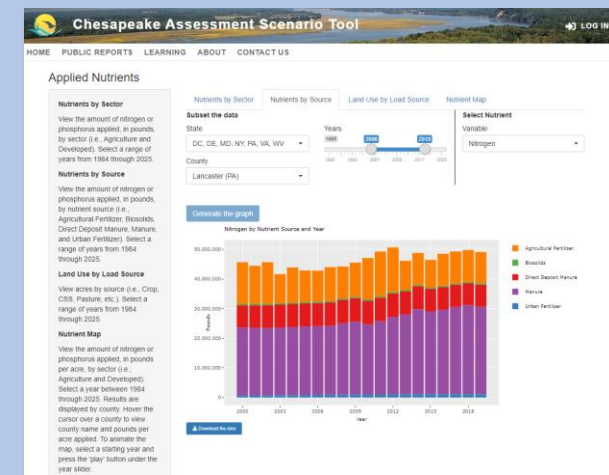 Chesapeake Assessment Scenario Tool
LOG IN
HOME PUBLIC REPORTS LEARNING ABOUT CONTACT US
Applied Nutrients
Nutrients by Sector
View the amount of nitrogen or
phosphorus applied, in pounds,
by sector (i.e., Agriculture and
Developed). Select a range of
years from 1984 through 2025.
Nutrients by Source
View the amount of nitrogen or
phosphorus applied, in pounds,
by nutrient source (i.e.,
Agricultural Fertilizer, Biosolids,
Direct Deposit Manure, Manure,
and Urban Fertilizer). Select a
range of years from 1984
through 2025.
Land Use by Load Source
View acres by source (i.e., Crop,
CSS, Pasture, etc.). Select a
range of years from 1984
through 2025.
Nutrient Map
View the amount of nitrogen or
phosphorus applied, in pounds
per acre, by sector (i.e.,
Agriculture and Developed).
Select a year between 1984
through 2025. Results are
displayed by county. Hover the
cursor over a county to view
county name and pounds per
acre applied. To animate the
map, select a starting year and
press the 'play' button under the
year slider.
Nutrients by Sector Nutrients by Source Land Use by Load Source Nutrient Map
Subset the data
Select Nutrient
State
Years
Variable
DC, DE, MD, NY, PA, VA, WV
Nitrogen
County
Lancaster (PA)
Generate the graph
Nitrogen by Nutrient Source and Year
50,000,000
40,000,000
30,000,000
20,000,000
10,000,000
0
Pounds
2000 2003 2006 2009 2012 2015 2018
Year
Agricultural Fertilizer
Biosolids
Direct Deposit Manure
Manure
Urban Fertilizer
Download the data